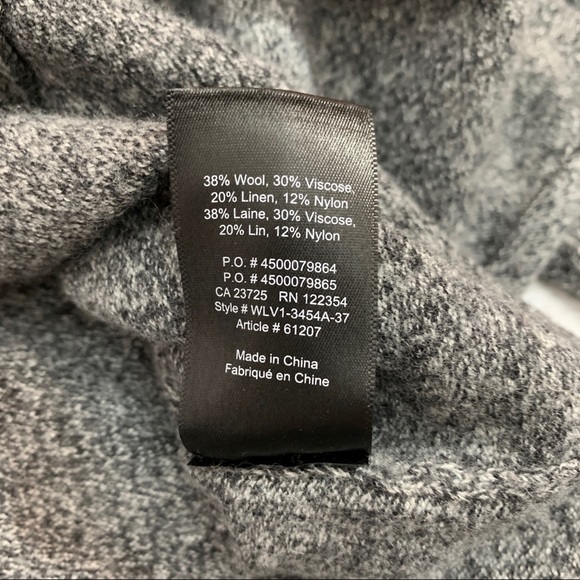 38% Wool, 30% Viscose,
20% Linen, 12% Nylon
38% Laine, 30% Viscose,
20% Lin, 12% Nylon
P.O. # 4500079864
P.O. # 4500079865
CA 23725 RN 122354
Style # WLV1-3454A-37
Article # 61207
Made in China
Fabriqué en Chine